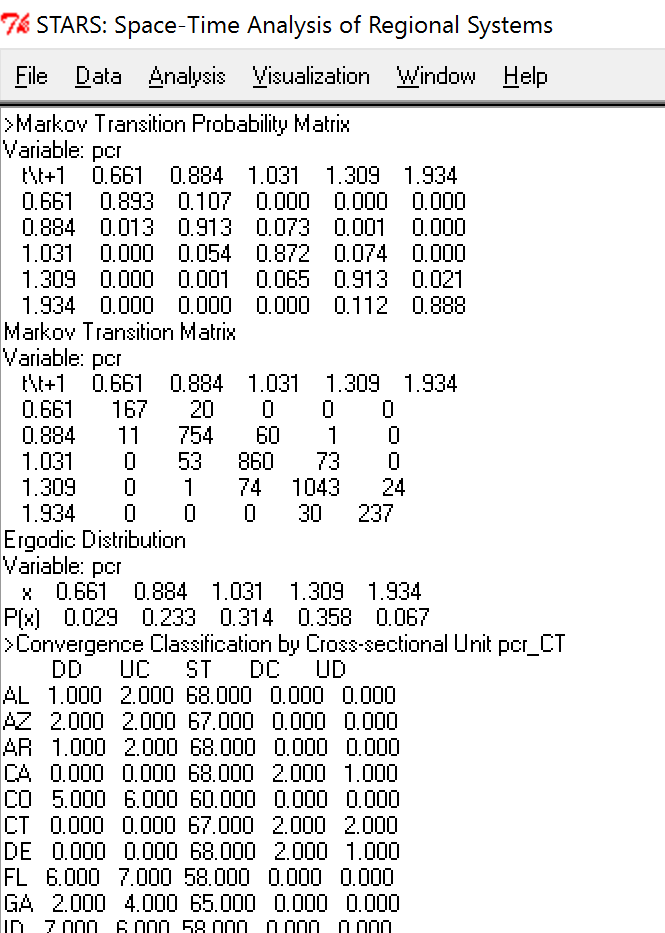 STARS: Space-Time Analysis of Regional Systems
File Data Analysis Visualization Window Help
>Markov Transition Probability Matrix
Variable: pcr
t\t+1 0.661 0.884 1.031 1.309 1.934
0.661 0.893 0.107 0.000 0.000 0.000
0.884 0.013 0.913 0.073 0.001 0.000
1.031 0.000 0.054 0.872 0.074 0.000
1.309 0.000 0.001 0.065 0.913 0.021
1.934 0.000 0.000 0.000 0.112 0.888
Markov Transition Matrix
Variable: pcr
t\t+1 0.661 0.884 1.031 1.309 1.934
0.661 167 20 0 0 0
0.884 11 754 60 1 0
1.031 0 53 860 73 0
1.309 0 1 74 1043 24
1.934 0 0 0 30 237
Ergodic Distribution
Variable: pcr
x 0.661 0.884 1.031 1.309 1.934
P(x) 0.029 0.233 0.314 0.358 0.067
>Convergence Classification by Cross-sectional Unit pcr_CT
DD UC ST DC UD
AL 1.000 2.000 68.000 0.000 0.000
AZ 2.000 2.000 67.000 0.000 0.000
AR 1.000 2.000 68.000 0.000 0.000
CA 0.000 0.000 68.000 2.000 1.000
CO 5.000 6.000 60.000 0.000 0.000
CT 0.000 0.000 67.000 2.000 2.000
DE 0.000 0.000 68.000 2.000 1.000
FL 6.000 7.000 58.000 0.000 0.000
GA 2.000 4.000 65.000 0.000 0.000
ID 7.000 6.000 58.000 0.000 0.000